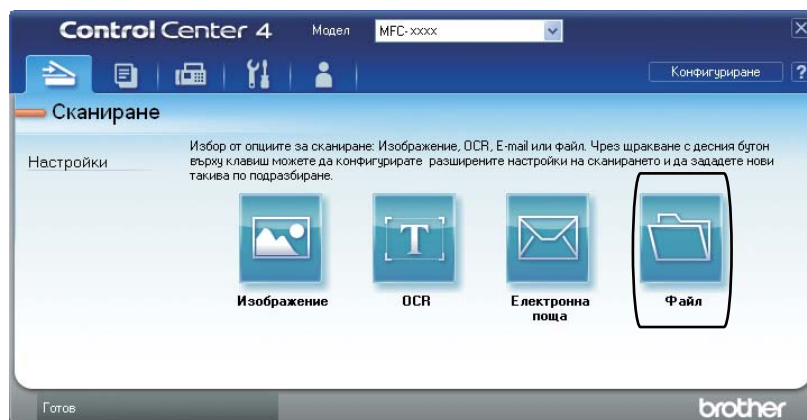 Control Center 4 Модел MFC-xxxx
Конфигуриране ?
Сканиране
Настройки
Избор от опциите за сканиране: Изображение, OCR, E-mail или файл. Чрез щракване с десния бутон
върху клавиш можете да конфигурирате разширените настройки на сканирането и да зададете нови
такива по подразбиране.
T
Изображение OCR Електронна Файл
поща
Готов brother